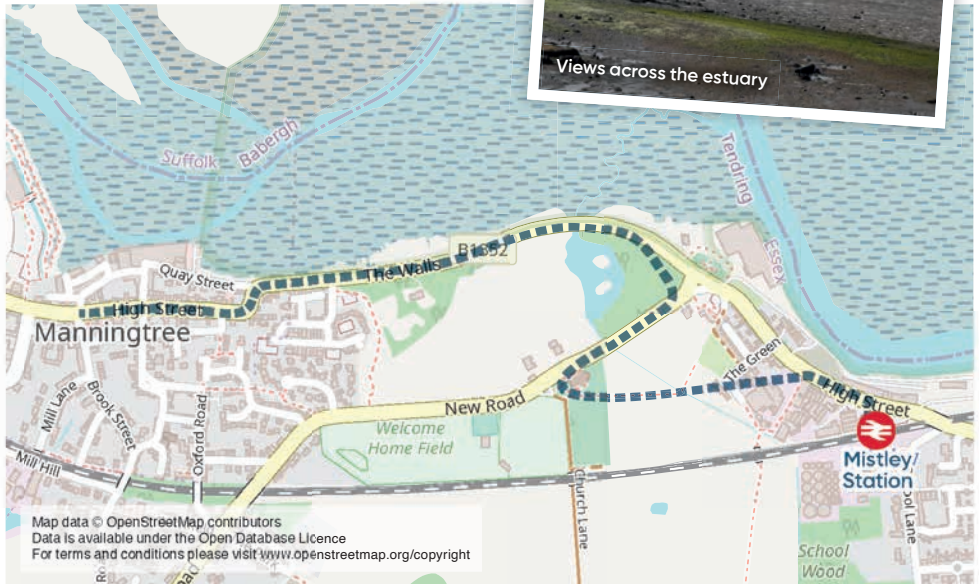 Views across the estuary
Suffolk
Babergh
Tendring
Essex
B1352
The Walls
Quay Street
High Street
Manningtree
Mill Lane
Brook Street
Oxford Road
Mill Hill
New Road
Welcome
Home Field
The Green
High Street
Mistley
Station
Church Lane
School
Wood
Map data © OpenStreetMap contributors
Data is available under the Open Database Licence
For terms and conditions please visit www.openstreetmap.org/copyright